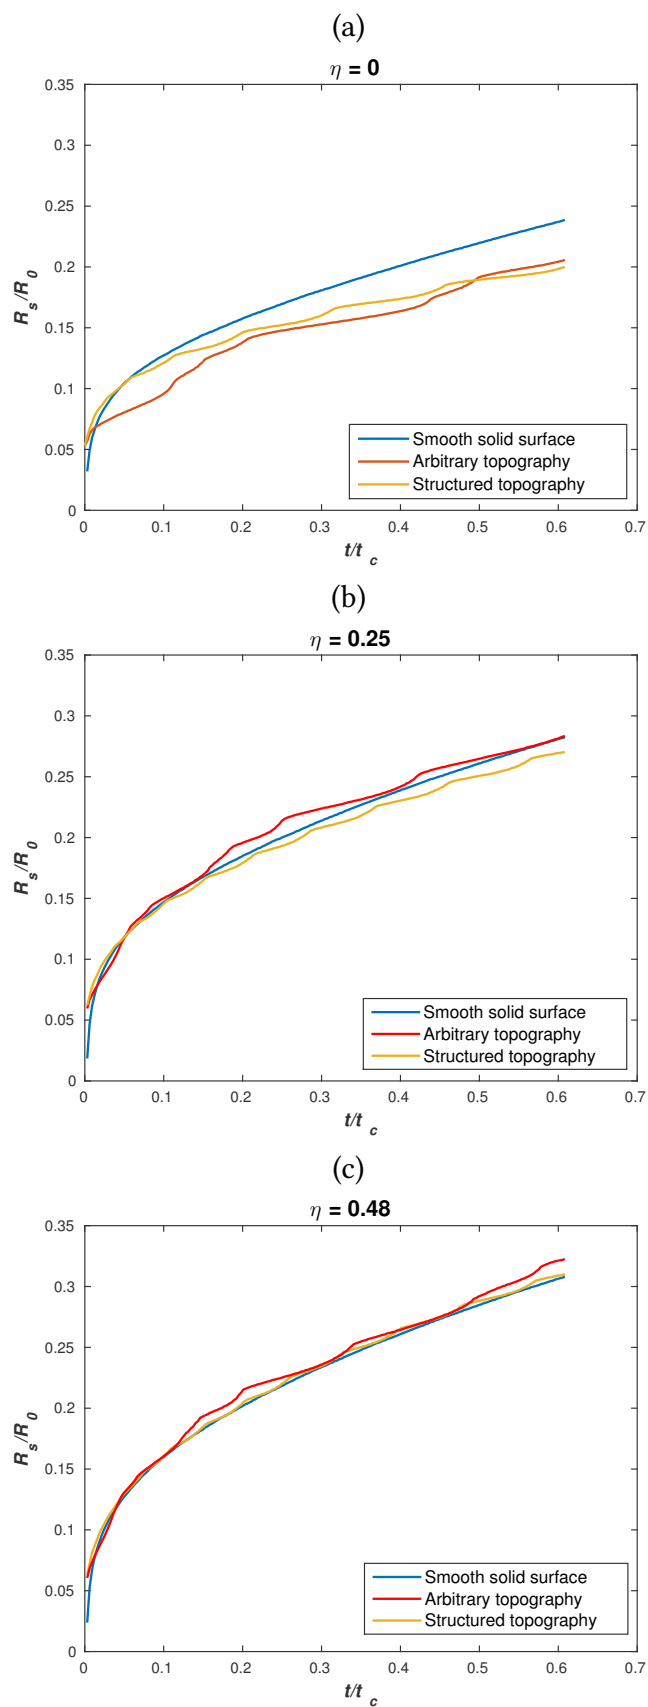 (a)
η = 0
0.35
0.3
0.25
0.2
0.15
0.1
0.05
0
R_s/R_0
Smooth solid surface
Arbitrary topography
Structured topography
0 0.1 0.2 0.3 0.4 0.5 0.6 0.7
t/t_c
(b)
η = 0.25
0.35
0.3
0.25
0.2
0.15
0.1
0.05
0
R_s/R_0
Smooth solid surface
Arbitrary topography
Structured topography
0 0.1 0.2 0.3 0.4 0.5 0.6 0.7
t/t_c
(c)
η = 0.48
0.35
0.3
0.25
0.2
0.15
0.1
0.05
0
R_s/R_0
Smooth solid surface
Arbitrary topography
Structured topography
0 0.1 0.2 0.3 0.4 0.5 0.6 0.7
t/t_c